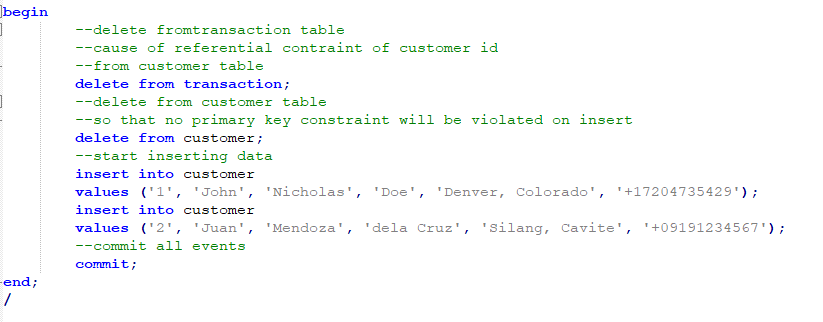 begin
--delete fromtransaction table
--cause of referential contraint of customer id
--from customer table
delete from transaction;
--delete from customer table
--so that no primary key constraint will be violated on insert
delete from customer;
--start inserting data
insert into customer
values ('1', 'John', 'Nicholas', 'Doe', 'Denver, Colorado', '+17204735429');
insert into customer
values ('2', 'Juan', 'Mendoza', 'dela Cruz', 'Silang, Cavite', '+09191234567');
--commit all events
commit;
end;
/